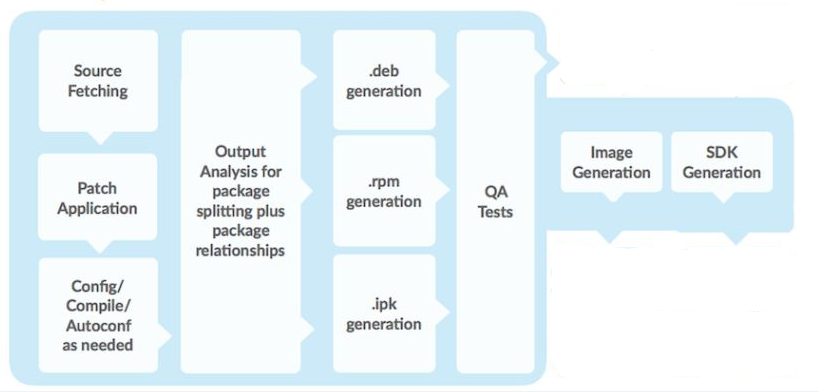 Source
Fetching
Patch
Application
Config/
Compile/
Autoconf
as needed
Output
Analysis for
package
splitting plus
package
relationships
.deb
generation
.rpm
generation
.ipk
generation
QA
Tests
Image
Generation
SDK
Generation